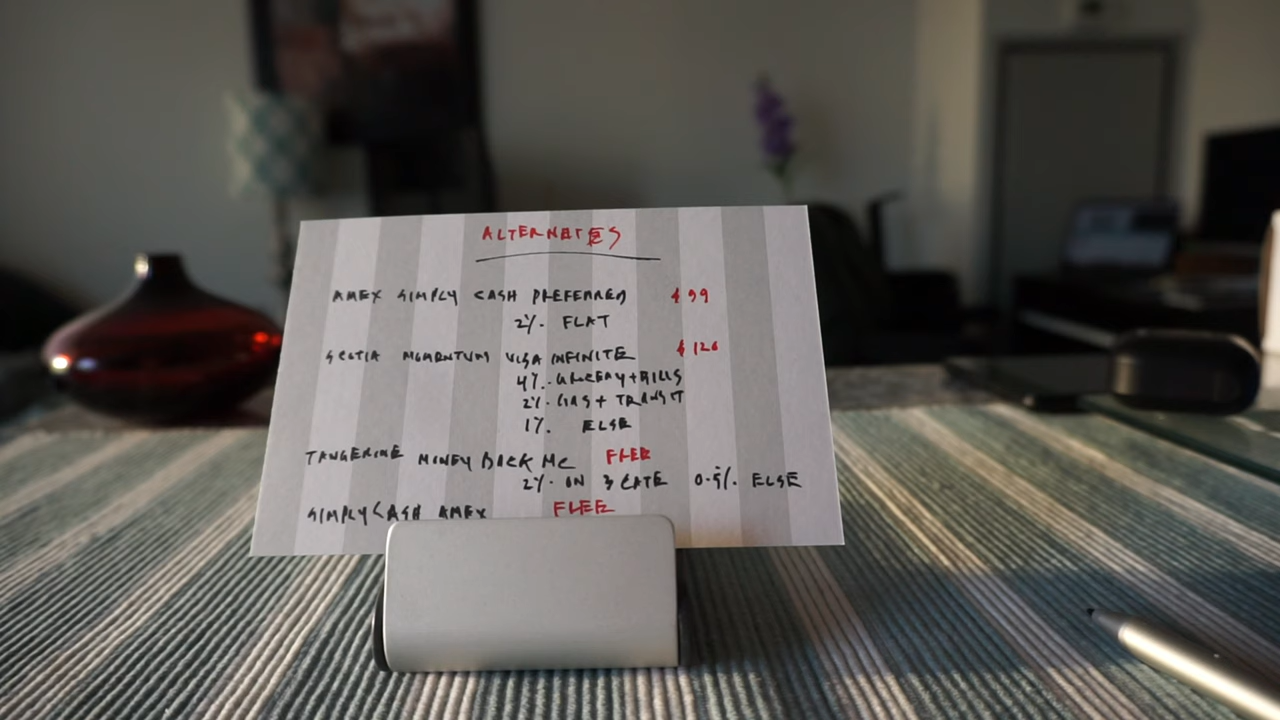 ALTERNATES
AMEX SIMPLY CASH PREFERRED $99
2% FLAT
SCOTIA MOMENTUM VISA INFINITE $120
4% GROCERY+BILLS
2% GAS+ TRANSIT
1% ELSE
TANGERINE MONEY BACK MC FREE
2% ON 3 CATE 0.5% ELSE
SIMPLY CASH AMEX FREE